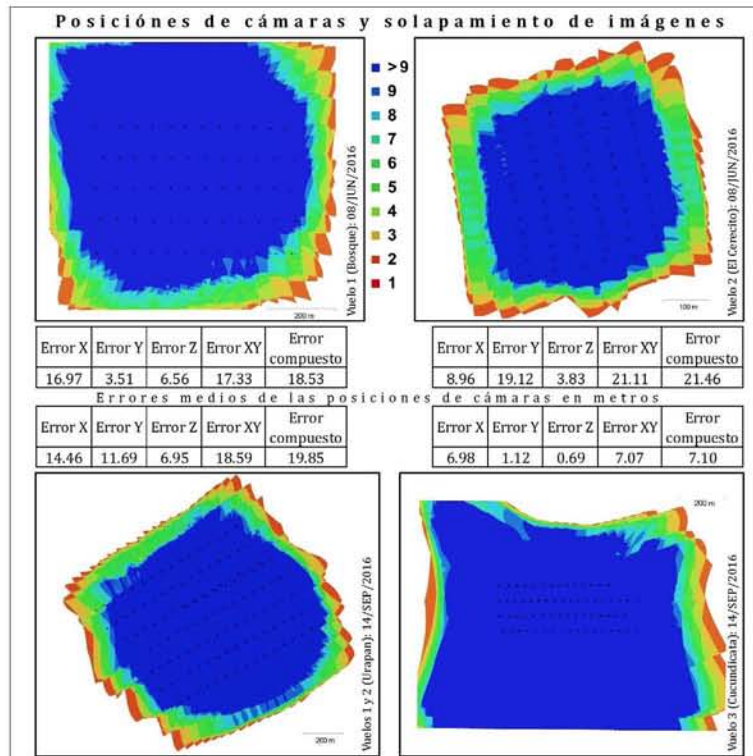 Posiciónes de cámaras y solapamiento de imágenes
Vuelo 1 (Bosque): 08/JUN/2016
200 m
>9
9
8
7
6
5
4
3
2
1
Vuelo 2 (El Cerecito): 08/JUN/2016
100 m
Error X Error Y Error Z Error XY Error compuesto
16.97 3.51 6.56 17.33 18.53
Error X Error Y Error Z Error XY Error compuesto
8.96 19.12 3.83 21.11 21.46
Errores medios de las posiciones de cámaras en metros
Error X Error Y Error Z Error XY Error compuesto
14.46 11.69 6.95 18.59 19.85
Error X Error Y Error Z Error XY Error compuesto
6.98 1.12 0.69 7.07 7.10
Vuelos 1 y 2 (Urapan): 14/SEP/2016
200 m
200 m
Vuelo 3 (Cucundicata): 14/SEP/2016